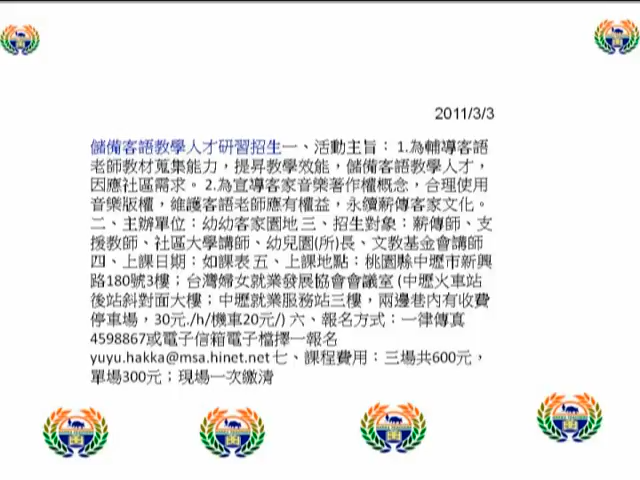 2011/3/3
儲備客語教學人才研習招生一、活動主旨： 1.為輔導客語
老師教材蒐集能力，提昇教學效能，儲備客語教學人才，
因應社區需求。 2.為宣導客家音樂著作權概念，合理使用
音樂版權，維護客語老師應有權益，永續薪傳客家文化。
二、主辦單位：幼幼客家園地 三、招生對象：薪傳師、支
援教師、社區大學講師、幼兒園(所)長、文教基金會講師
四、上課日期：如課表 五、上課地點：桃園縣中壢市新興
路180號3樓；台灣婦女就業發展協會會議室 (中壢火車站
後站斜對面大樓；中壢就業服務站三樓，兩邊巷內有收費
停車場，30元./h/機車20元/) 六、報名方式：一律傳真
4598867或電子信箱電子檔擇一報名
yuyu.hakka@msa.hinet.net 七、課程費用：三場共600元，
單場300元；現場一次繳清